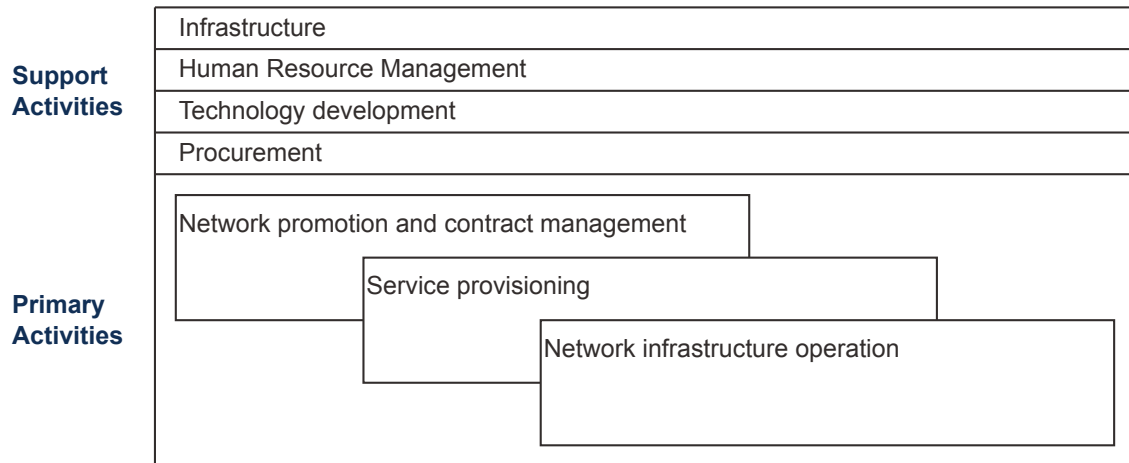 Support
Activities
Infrastructure
Human Resource Management
Technology development
Procurement
Primary
Activities
Network promotion and contract management
Service provisioning
Network infrastructure operation